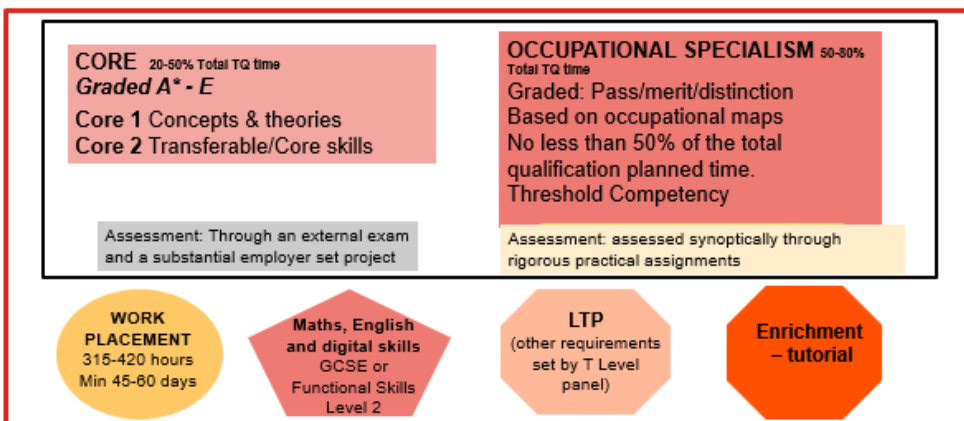 CORE 20-50% Total TQ time
Graded A* - E
Core 1 Concepts & theories
Core 2 Transferable/Core skills
Assessment: Through an external exam
and a substantial employer set project
OCCUPATIONAL SPECIALISM 50-80%
Total TQ time
Graded: Pass/merit/distinction
Based on occupational maps
No less than 50% of the total
qualification planned time.
Threshold Competency
Assessment: assessed synoptically through
rigorous practical assignments
WORK
PLACEMENT
315-420 hours
Min 45-60 days
Maths, English
and digital skills
GCSE or
Functional Skills
Level 2
LTP
(other requirements
set by T Level
panel)
Enrichment
– tutorial